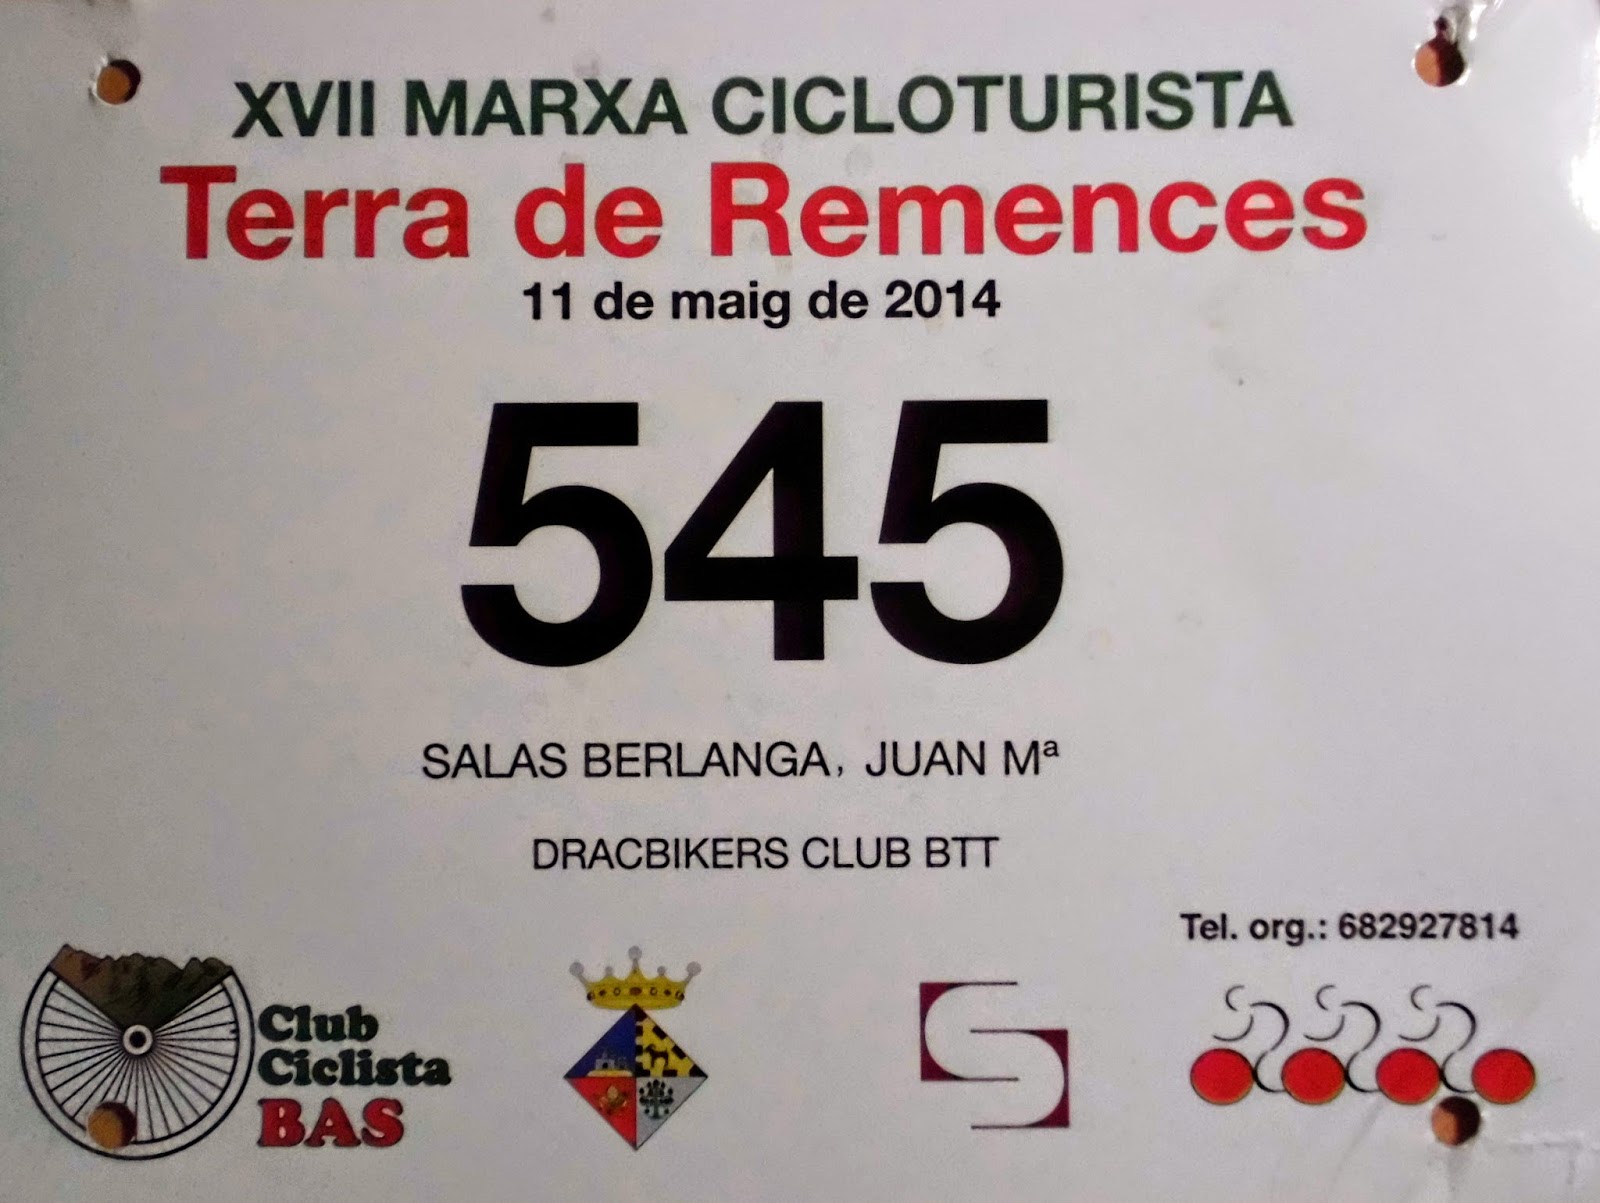 XVII MARXA CICLOTURISTA
Terra de Remences
11 de maig de 2014
545
SALAS BERLANGA, JUAN Mª
DRACBIKERS CLUB BTT
Tel. org.: 682927814
Club
Ciclista
BAS